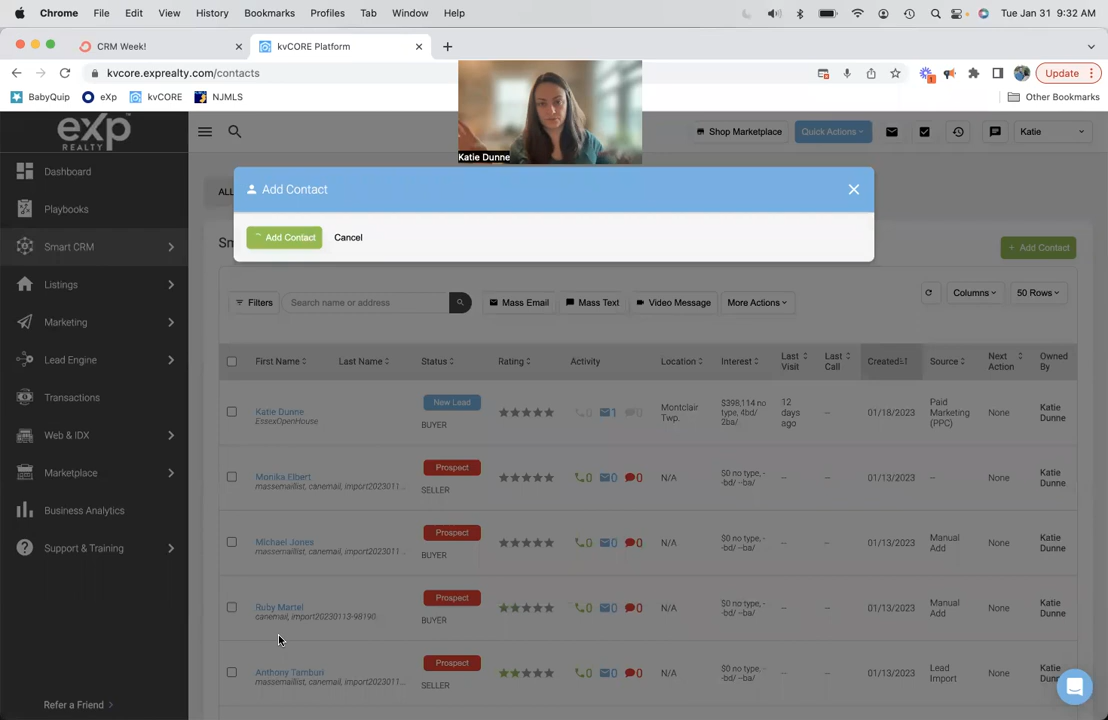 Chrome File Edit View History Bookmarks Profiles Tab Window Help Tue Jan 31 9:32 AM
CRM Week! kvCORE Platform
kvcore.exprealty.com/contacts Update
BabyQuip eXp kvCORE NJMLS Other Bookmarks
exp
REALTY
Shop Marketplace Quick Actions Katie
Katie Dunne
Dashboard
Playbooks
Smart CRM
Listings
Marketing
Lead Engine
Transactions
Web & IDX
Marketplace
Business Analytics
Support & Training
Refer a Friend
ALL
Add Contact
Add Contact Cancel
Sm
+ Add Contact
Filters Search name or address Mass Email Mass Text Video Message More Actions Columns 50 Rows
First Name Last Name Status Rating Activity Location Interest Last Visit Last Call Created Source Next Action Owned By
Katie Dunne
EssexOpenHouse
New Lead
BUYER
0 1 0
Montclair
Twp.
$398,114 no
type, 4bd/
2ba/
12
days
ago
--
01/18/2023
Paid
Marketing
(PPC)
None
Katie
Dunne
Monika Elbert
massemaillist, canemail, import2023011...
Prospect
SELLER
0 0 0
N/A
$0 no type, -
-bd/ --ba/
--
--
01/13/2023
--
None
Katie
Dunne
Michael Jones
massemaillist, canemail, import2023011...
Prospect
BUYER
0 0 0
N/A
$0 no type, -
-bd/ --ba/
--
--
01/13/2023
Manual
Add
None
Katie
Dunne
Ruby Martel
canemail, import20230113-98190
Prospect
BUYER
0 0 0
N/A
$0 no type, -
-bd/ --ba/
--
--
01/13/2023
Manual
Add
None
Katie
Dunne
Anthony Tamburi
massemaillist, canemail, import2023011...
Prospect
SELLER
0 0 0
N/A
$0 no type, -
-bd/ --ba/
--
--
01/13/2023
Lead
Import
None
Katie
Dunne